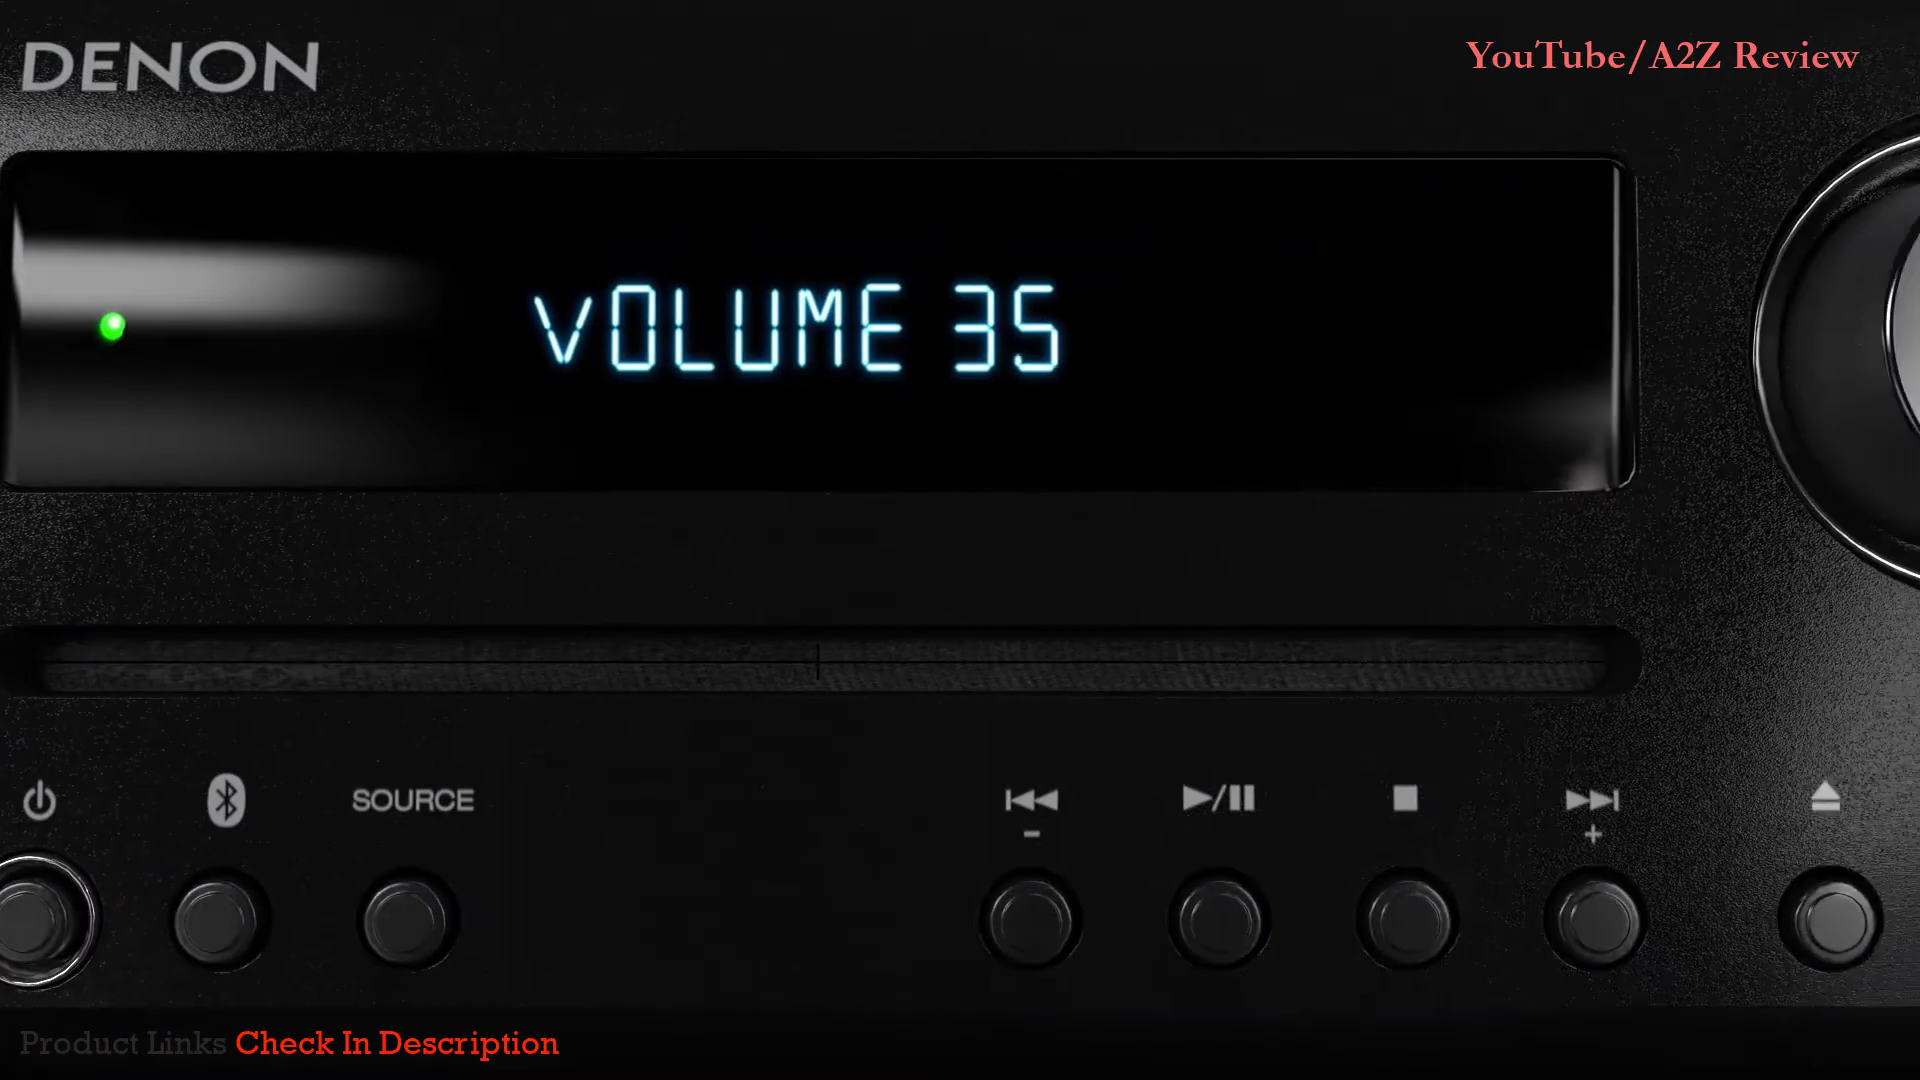 DENON
YouTube/A2Z Review
VOLUME 35
SOURCE
Product Links Check In Description